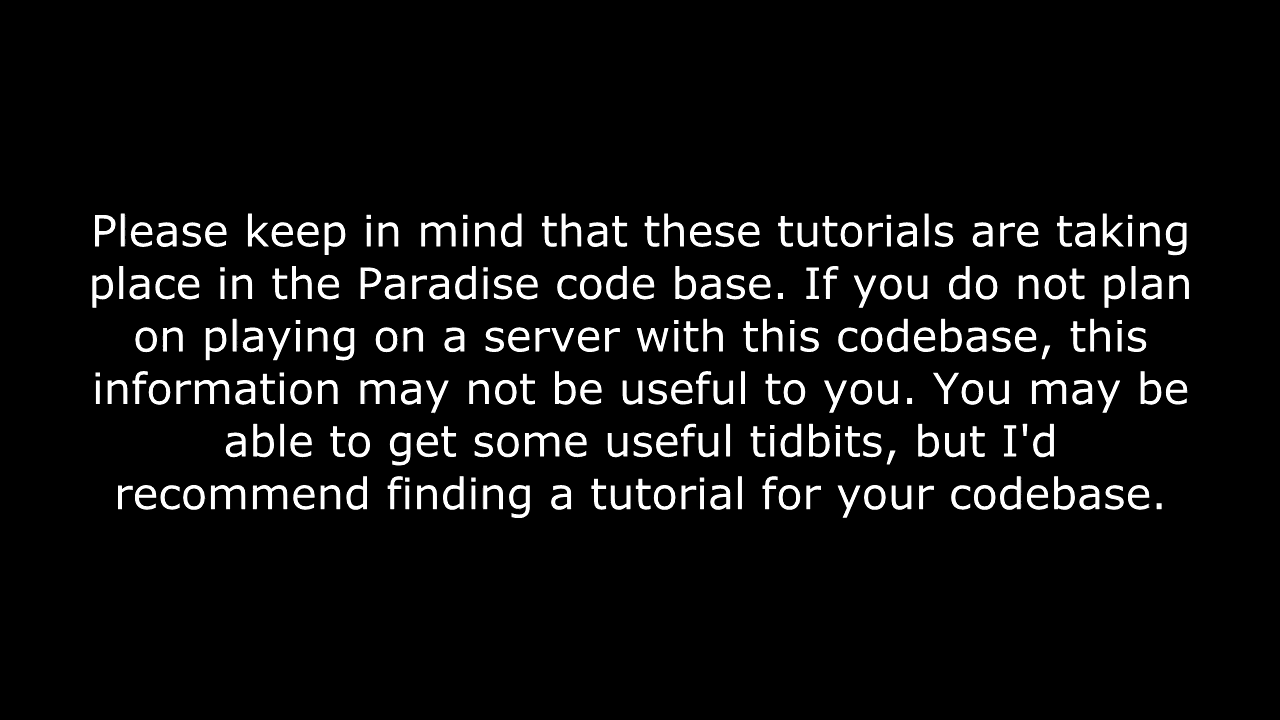 Please keep in mind that these tutorials are taking
place in the Paradise code base. If you do not plan
on playing on a server with this codebase, this
information may not be useful to you. You may be
able to get some useful tidbits, but I'd
recommend finding a tutorial for your codebase.